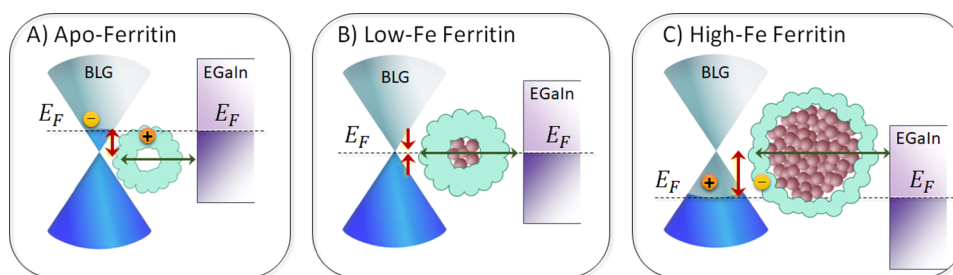 A) Apo-Ferritin
BLG
EGaIn
E_F
E_F
−
+
B) Low-Fe Ferritin
BLG
EGaIn
E_F
E_F
C) High-Fe Ferritin
BLG
EGaIn
E_F
E_F
+
−